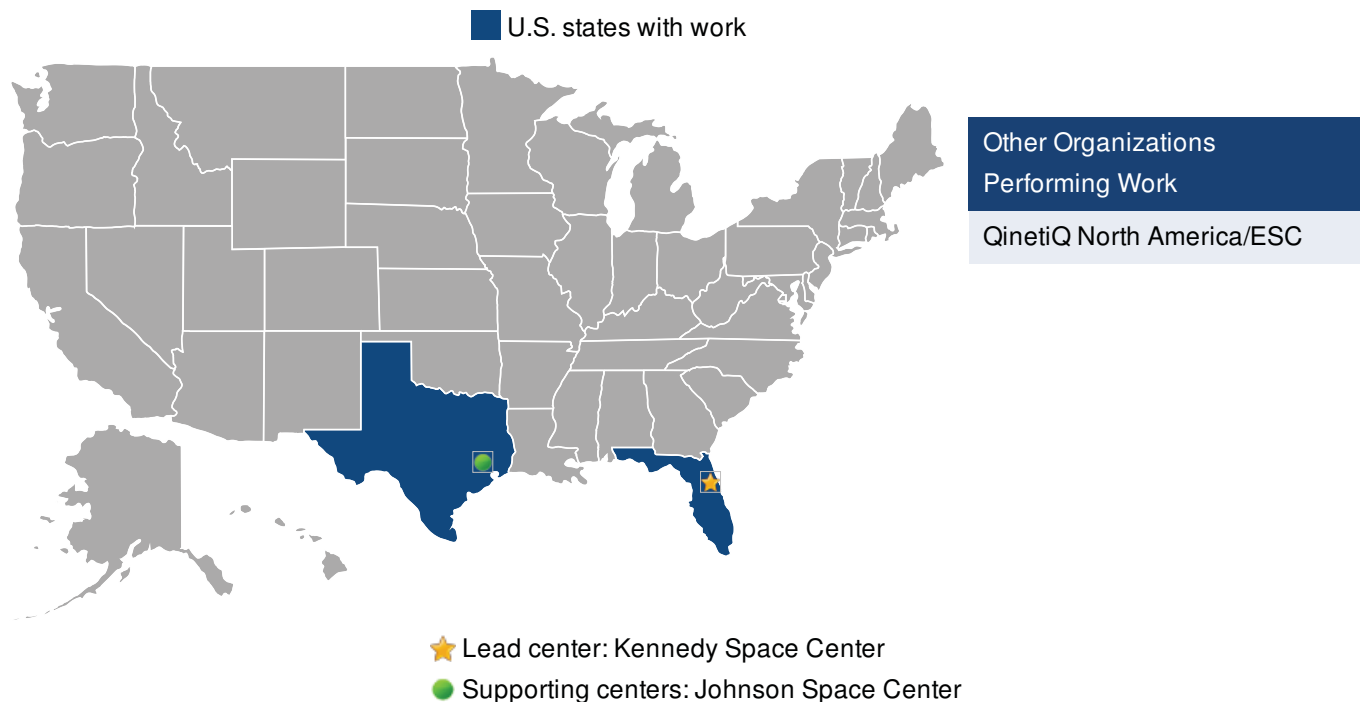 U.S. states with work
Other Organizations
Performing Work
QinetiQ North America/ESC
Lead center: Kennedy Space Center
Supporting centers: Johnson Space Center